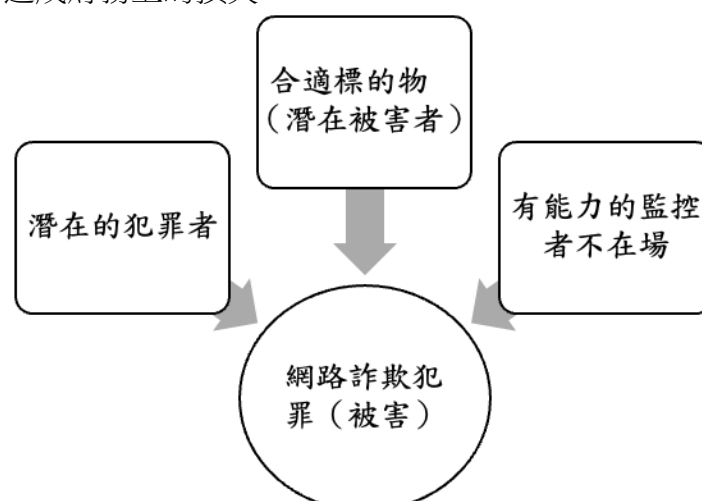 合適標的物
（潛在被害者）
潛在的犯罪者
有能力的監控
者不在場
網路詐欺犯
罪（被害）